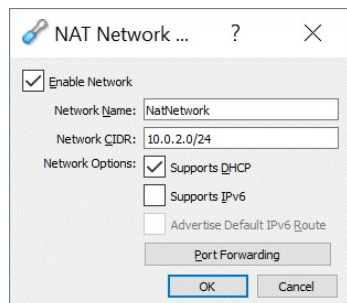 NAT Netw... ? ×
Enable Network
Network Name: NatNetwork
Network CIDR: 10.0.2.0/24
Network Options: Supports DHCP
Supports IPv6
Advertise Default IPv6 Route
Port Forwarding
OK Cancel